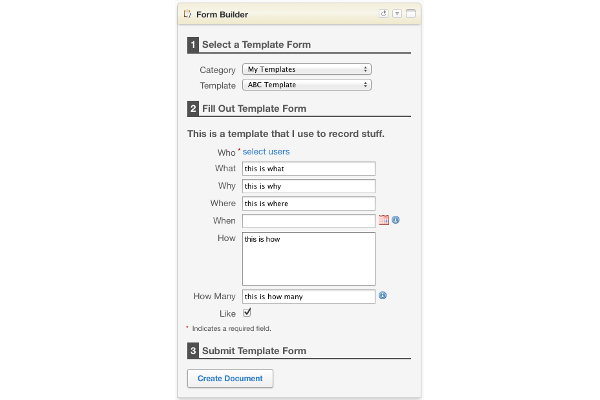 Form Builder
1 Select a Template Form
Category My Templates
Template ABC Template
2 Fill Out Template Form
This is a template that I use to record stuff.
Who * select users
What this is what
Why this is why
Where this is where
When
How this is how
How Many this is how many
Like
* Indicates a required field.
3 Submit Template Form
Create Document